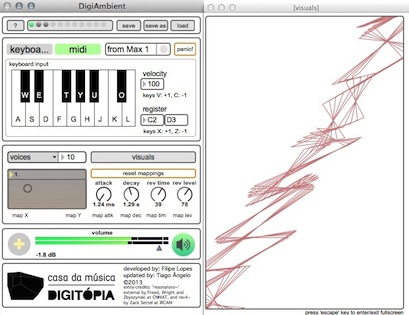 DigiAmbient
[visuals]
?
save
save as
load
keyboa...
midi
from Max 1
panic!
keyboard input
velocity
100
keys V: +1, C: -1
W E T Y U O
register
C2 D3
A S D F G H J K L
keys X: +1, Z: -1
voices
10
visuals
1.
reset mappings
attack decay rev time rev level
1.24 ms 1.29 s 39 78
map X map Y map attk map dec map tim map lev
volume
-1.8 dB
casa da música
DIGITÓPIA
developed by: Filipe Lopes
updated by: Tiago Ângelo
©2013
extra-credits: 'resonators~'
external by Freed, Wright and
Zbyszynski at CNMAT, and rev4~
by Zack Settel at IRCAM
press 'escape' key to enter/exit fullscreen